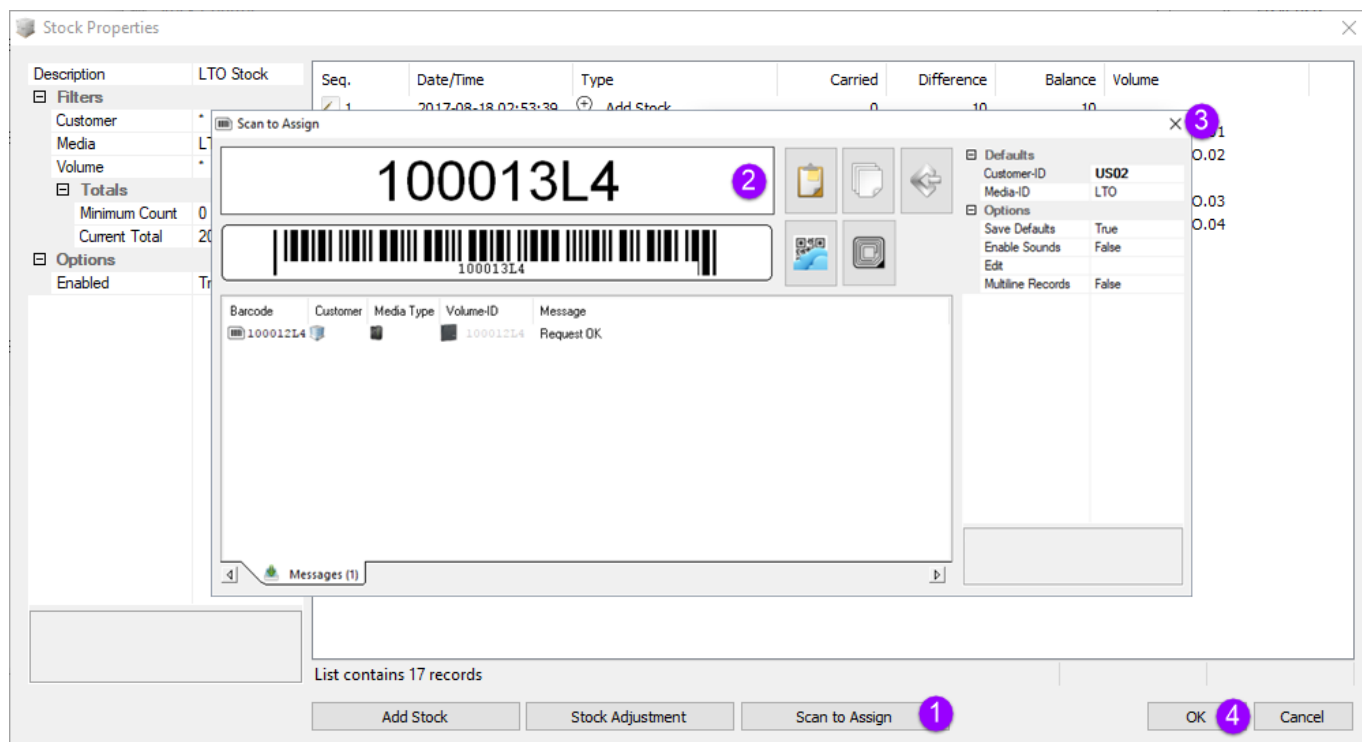 Stock Properties
Description LTO Stock
Filters
Customer *
Media
Volume *
Totals
Minimum Count 0
Current Total
Options
Enabled
Seq. Date/Time Type Carried Difference Balance Volume
1 2017-08-18 02:53:39 Add Stock 0 10 10
Scan to Assign
3
100013L4
2
100013L4
Defaults
Customer-ID US02
Media-ID LTO
Options
Save Defaults True
Enable Sounds False
Edit
Multiline Records False
O.02
O.03
O.04
Barcode Customer Media Type Volume-ID Message
100012L4 100012L4 Request OK
Messages (1)
List contains 17 records
Add Stock Stock Adjustment Scan to Assign 1 OK 4 Cancel